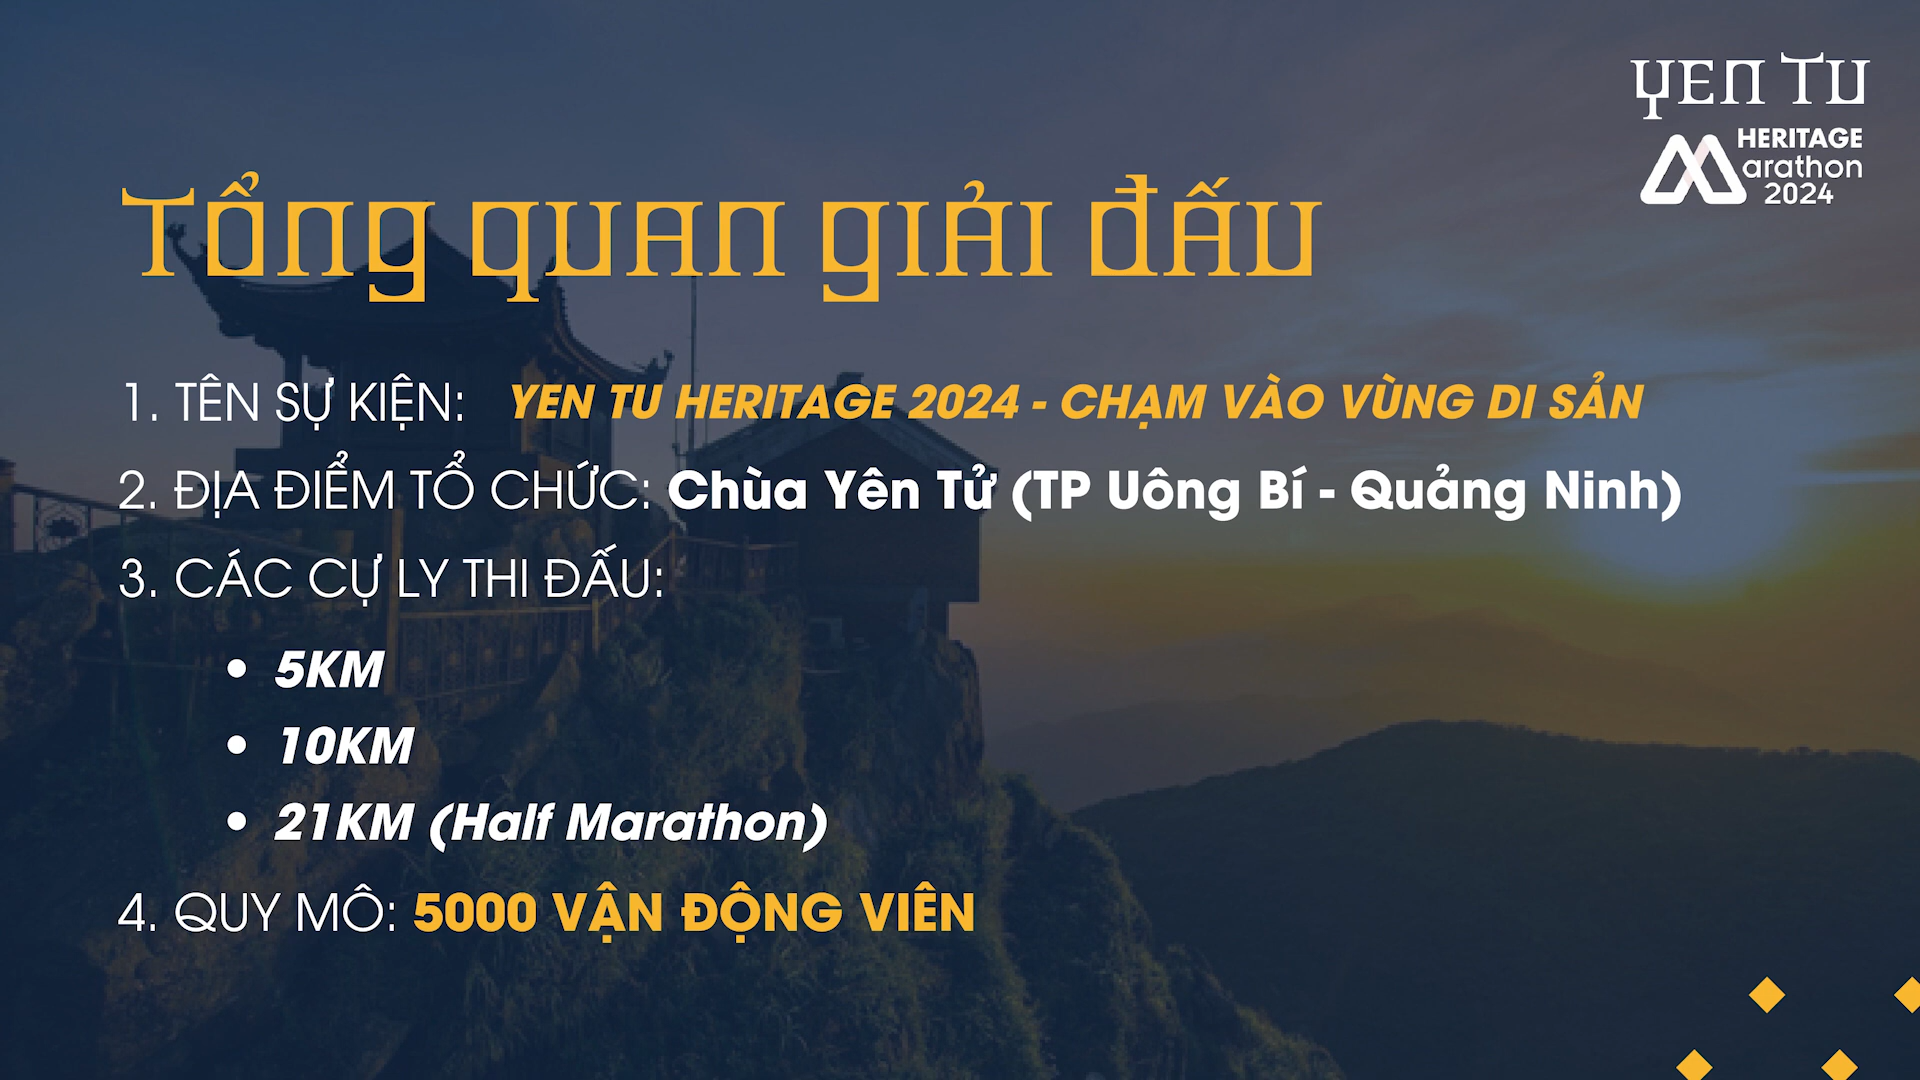 YEN TU
HERITAGE
Marathon
2024
Tổng quan giải đấu
1. TÊN SỰ KIỆN: YEN TU HERITAGE 2024 - CHẠM VÀO VÙNG DI SẢN
2. ĐỊA ĐIỂM TỔ CHỨC: Chùa Yên Tử (TP Uông Bí - Quảng Ninh)
3. CÁC CỰ LY THI ĐẤU:
• 5KM
• 10KM
• 21KM (Half Marathon)
4. QUY MÔ: 5000 VẬN ĐỘNG VIÊN